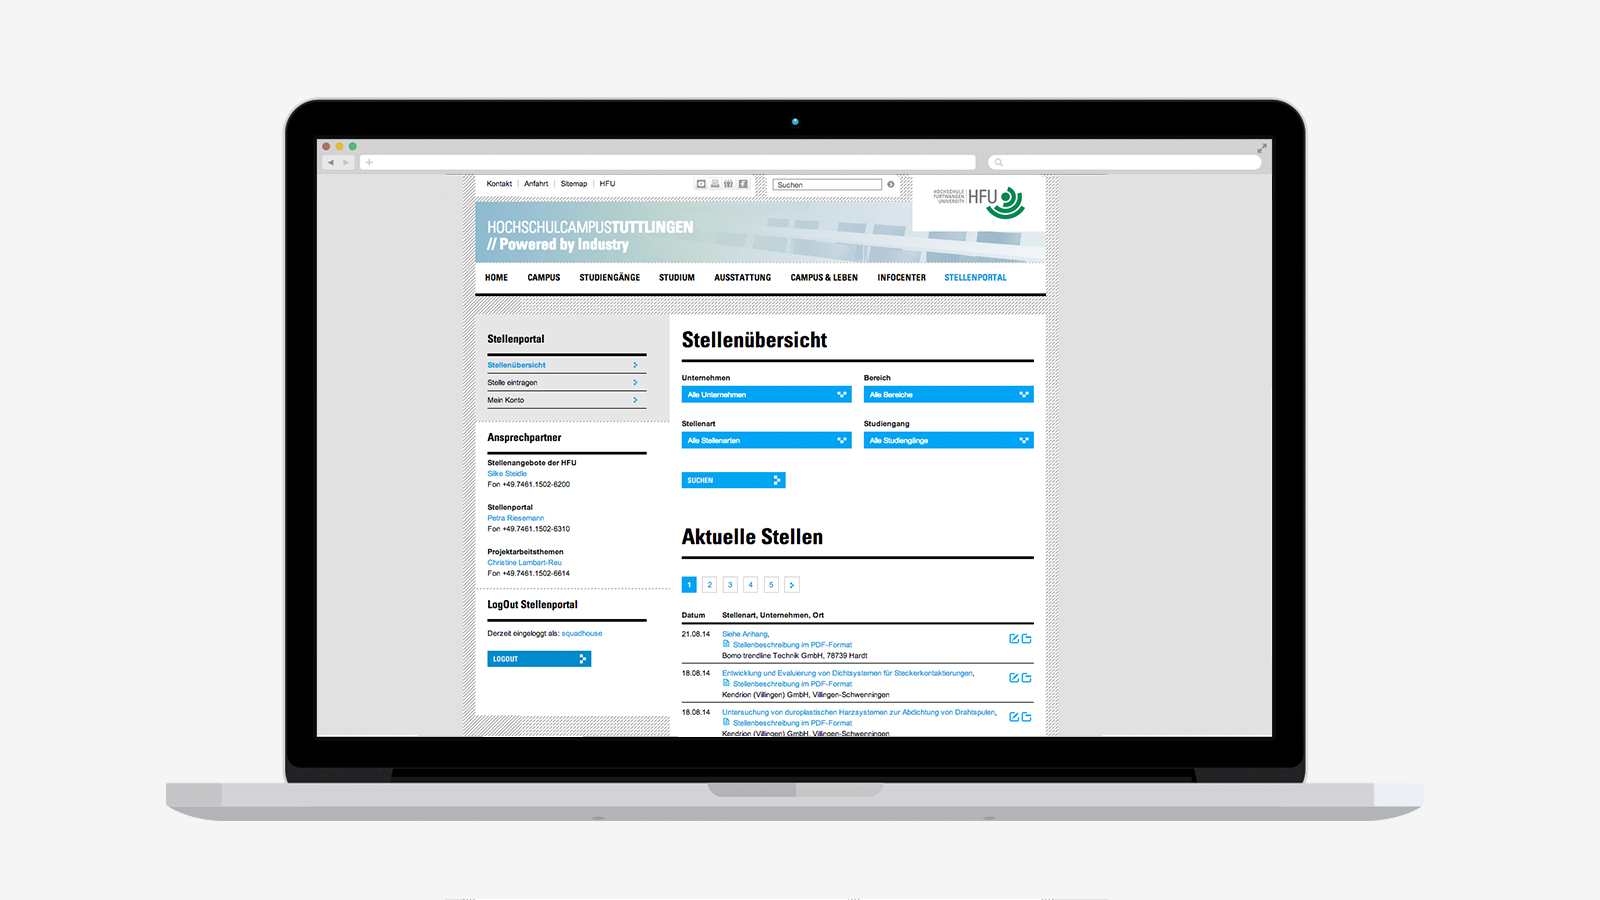 Kontakt | Anfahrt | Sitemap | HFU
Suchen
HOCHSCHULE
FURTWANGEN
UNIVERSITY
HFU
HOCHSCHULCAMPUSTUTTLINGEN
// Powered by Industry
HOME CAMPUS STUDIENGÄNGE STUDIUM AUSSTATTUNG CAMPUS & LEBEN INFOCENTER STELLENPORTAL
Stellenportal
Stellenübersicht
Stelle eintragen
Mein Konto
Ansprechpartner
Stellenangebote der HFU
Silke Steidle
Fon +49.7461.1502-6200
Stellenportal
Petra Riesemann
Fon +49.7461.1502-6310
Projektarbeitsthemen
Christine Lambart-Reu
Fon +49.7461.1502-6614
LogOut Stellenportal
Derzeit eingeloggt als: squadhouse
LOGOUT
Stellenübersicht
Unternehmen Bereich
Alle Unternehmen Alle Bereiche
Stellenart Studiengang
Alle Stellenarten Alle Studiengänge
SUCHEN
Aktuelle Stellen
1 2 3 4 5
Datum Stellenart, Unternehmen, Ort
21.08.14 Siehe Anhang,
Stellenbeschreibung im PDF-Format
Bomo trendline Technik GmbH, 78739 Hardt
18.08.14 Entwicklung und Evaluierung von Dichtsystemen für Steckerkontaktierungen,
Stellenbeschreibung im PDF-Format
Kendrion (Villingen) GmbH, Villingen-Schwenningen
18.08.14 Untersuchung von duroplastischen Harzsystemen zur Abdichtung von Drahtspulen,
Stellenbeschreibung im PDF-Format
Kendrion (Villingen) GmbH, Villingen-Schwenningen